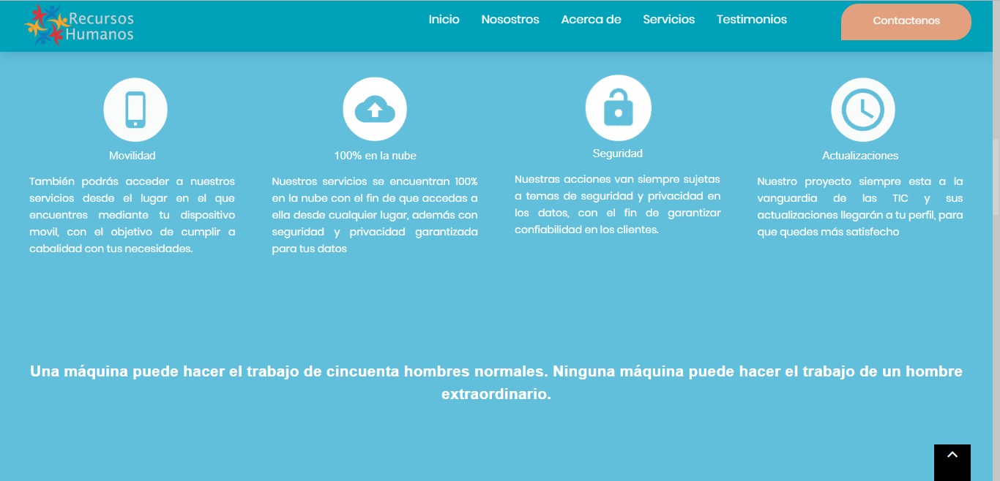 Recursos
Humanos
Inicio Nosostros Acerca de Servicios Testimonios Contactenos
Movilidad
También podrás acceder a nuestros
servicios desde el lugar en el que
encuentres mediante tu dispositivo
movil, con el objetivo de cumplir a
cabalidad con tus necesidades.
100% en la nube
Nuestros servicios se encuentran 100%
en la nube con el fin de que accedas a
ella desde cualquier lugar, además con
seguridad y privacidad garantizada
para tus datos
Seguridad
Nuestras acciones van siempre sujetas
a temas de seguridad y privacidad en
los datos, con el fin de garantizar
confiabilidad en los clientes.
Actualizaciones
Nuestro proyecto siempre esta a la
vanguardia de las TIC y sus
actualizaciones llegarán a tu perfil, para
que quedes más satisfecho
Una máquina puede hacer el trabajo de cincuenta hombres normales. Ninguna máquina puede hacer el trabajo de un hombre
extraordinario.